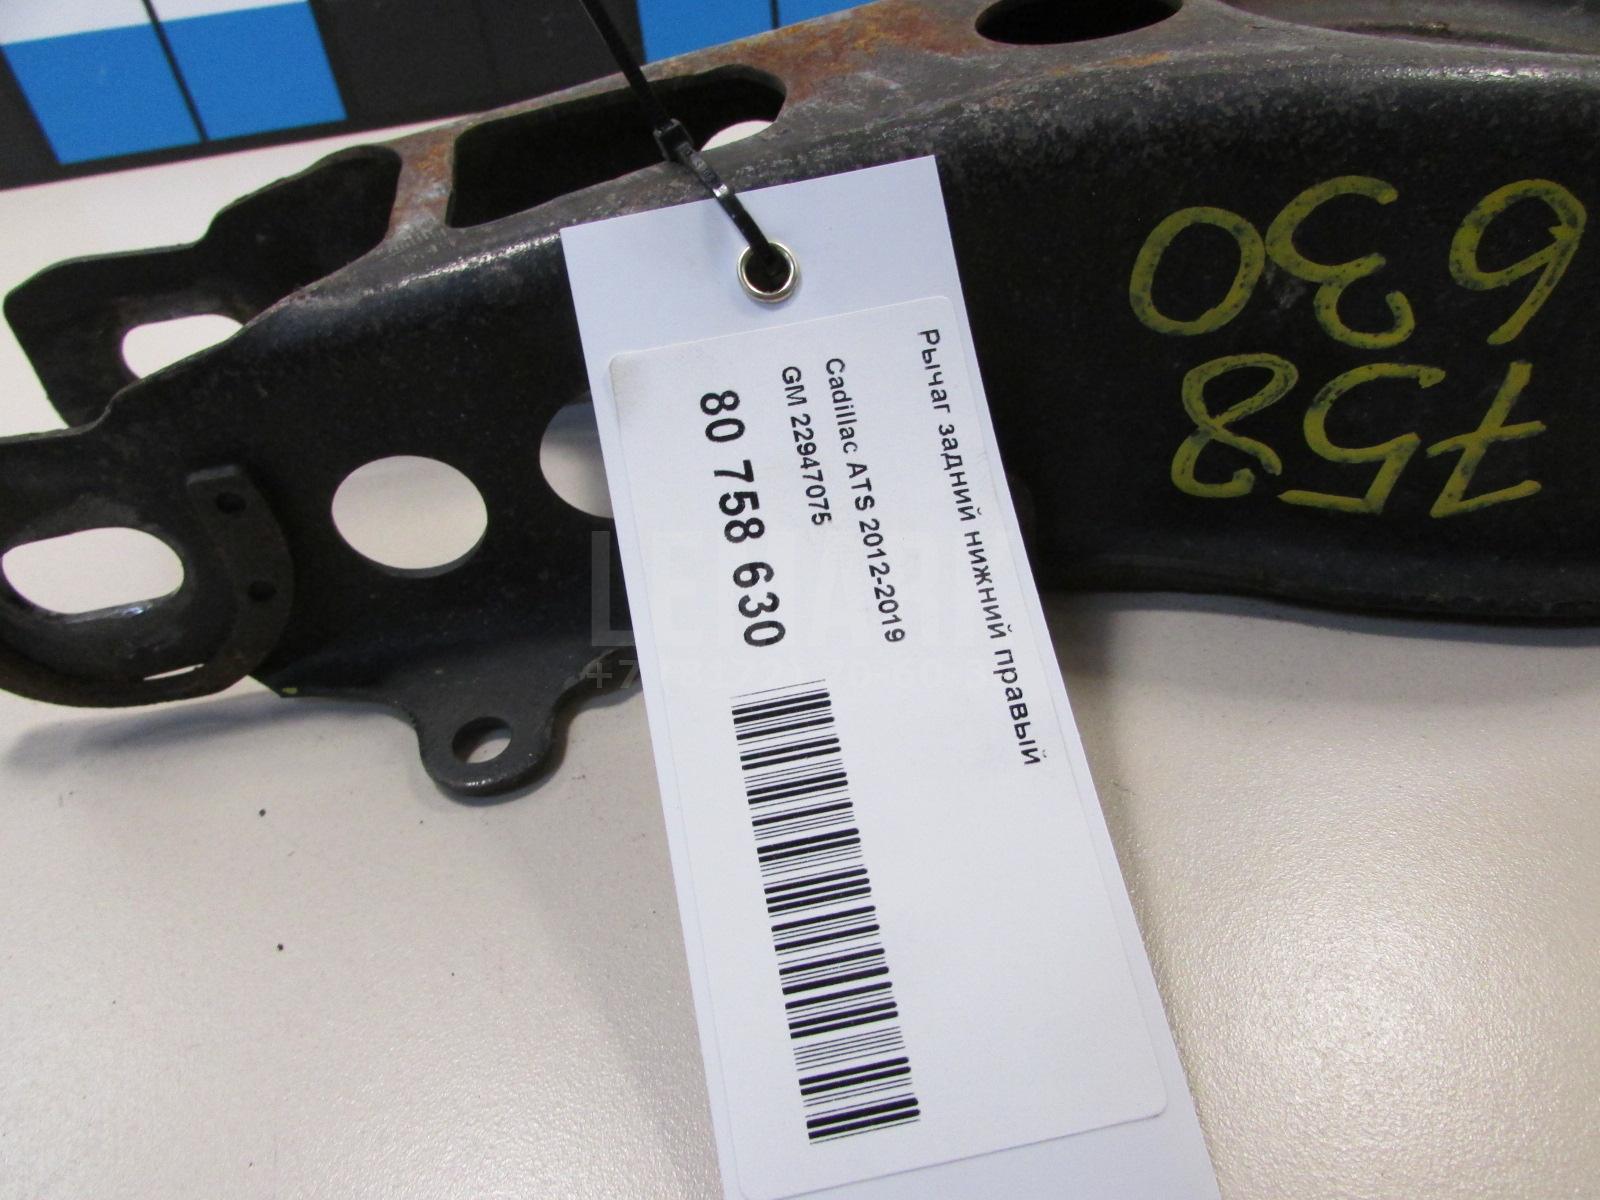 Рычаг задний нижний правый
Cadillac ATS 2012-2019
GM 22947075
80 758 630
758
630